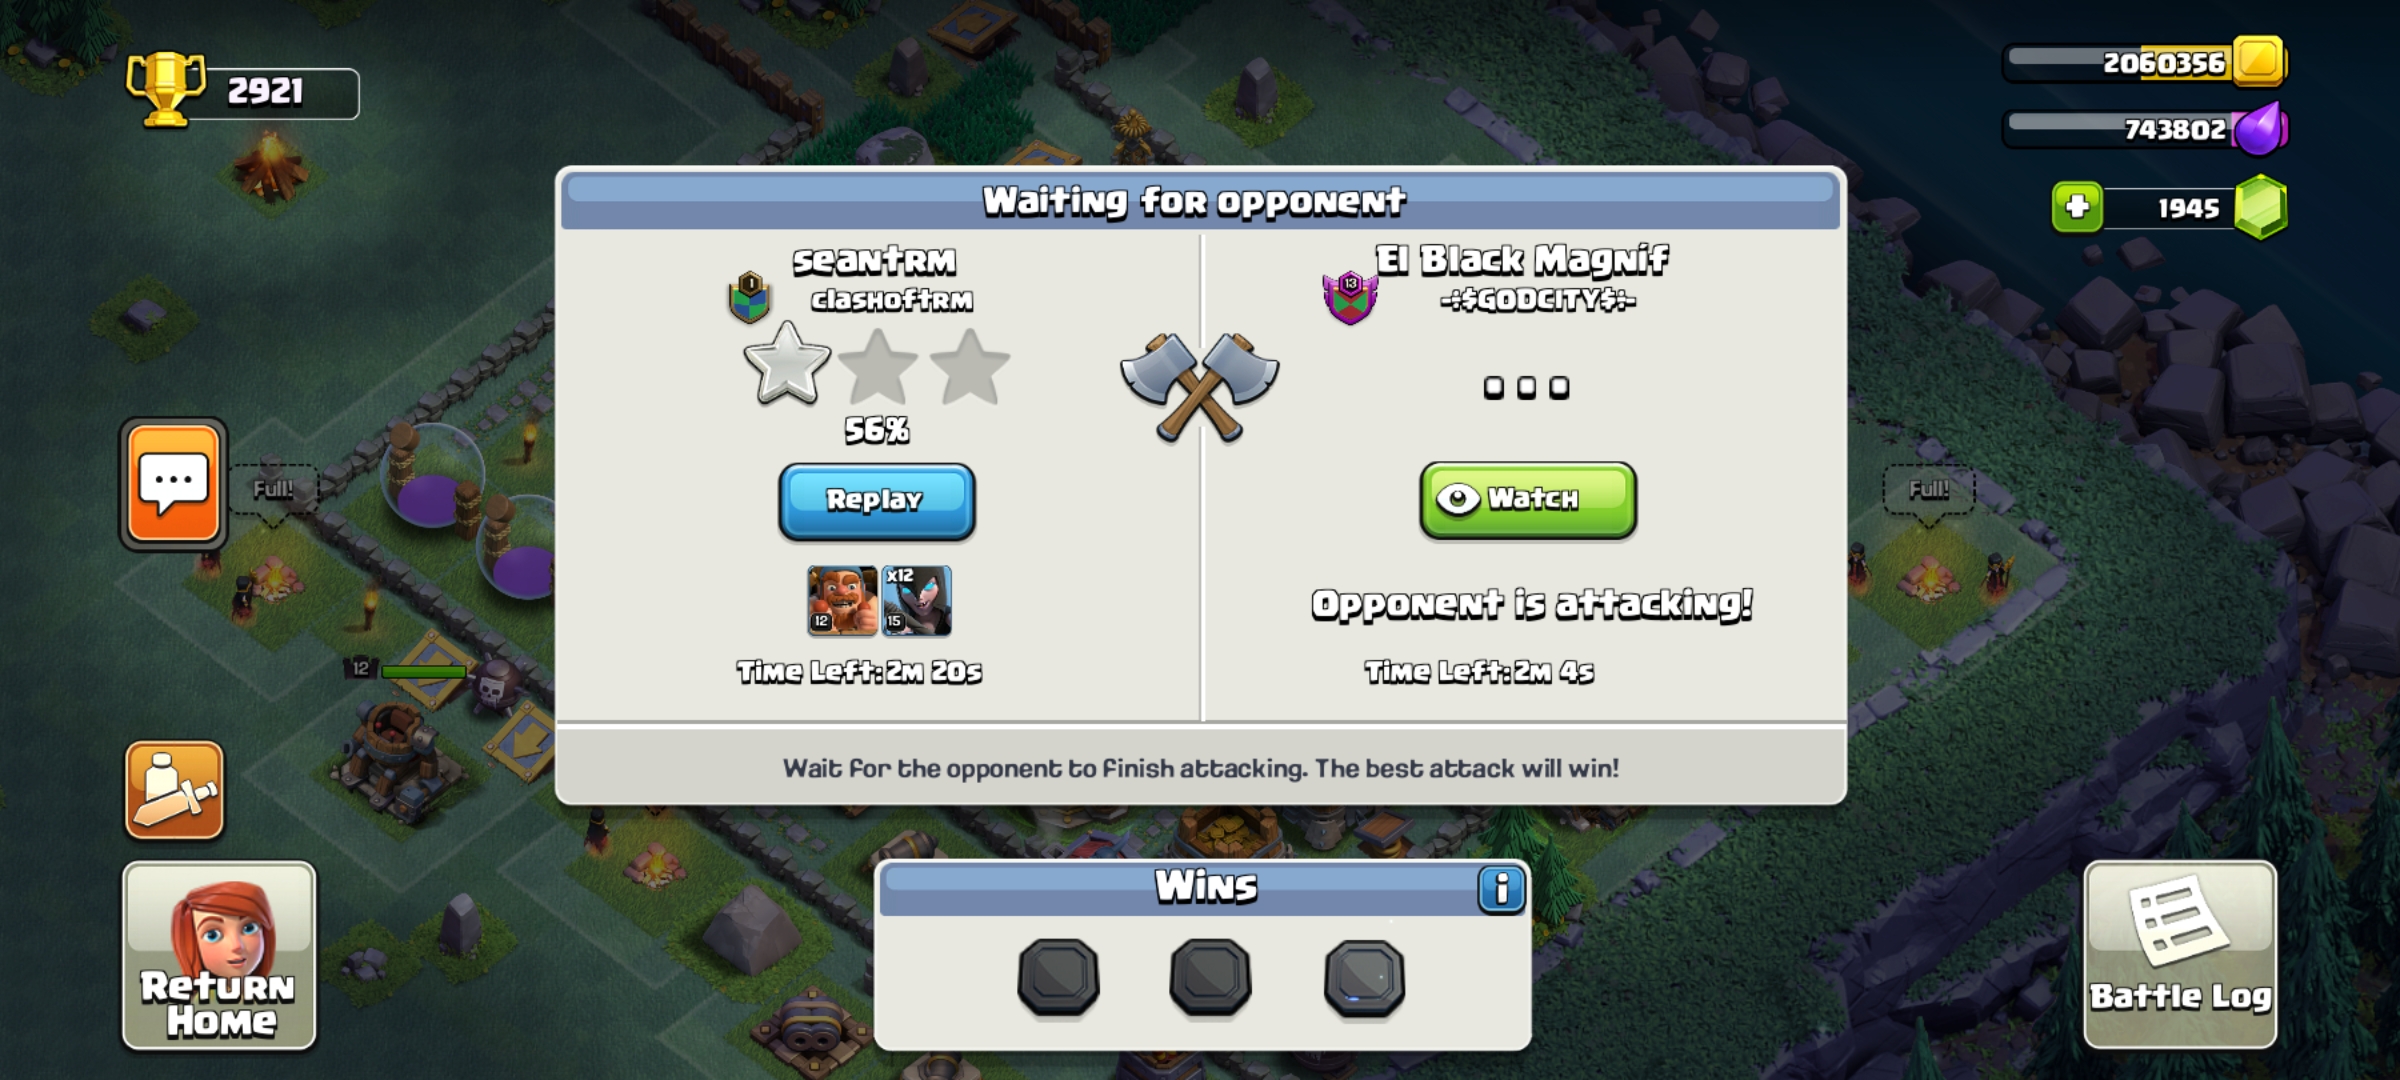 2921
2060356
743802
1945
Waiting for opponent
seantrm
1
clashoftrm
56%
Replay
12
x12
15
Time Left:2m 20s
El Black Magnif
13
-:$GODCITY$:-
Watch
Opponent is attacking!
Time Left:2m 4s
Wait for the opponent to finish attacking. The best attack will win!
Full!
Full!
12
Wins
i
Return
Home
Battle Log